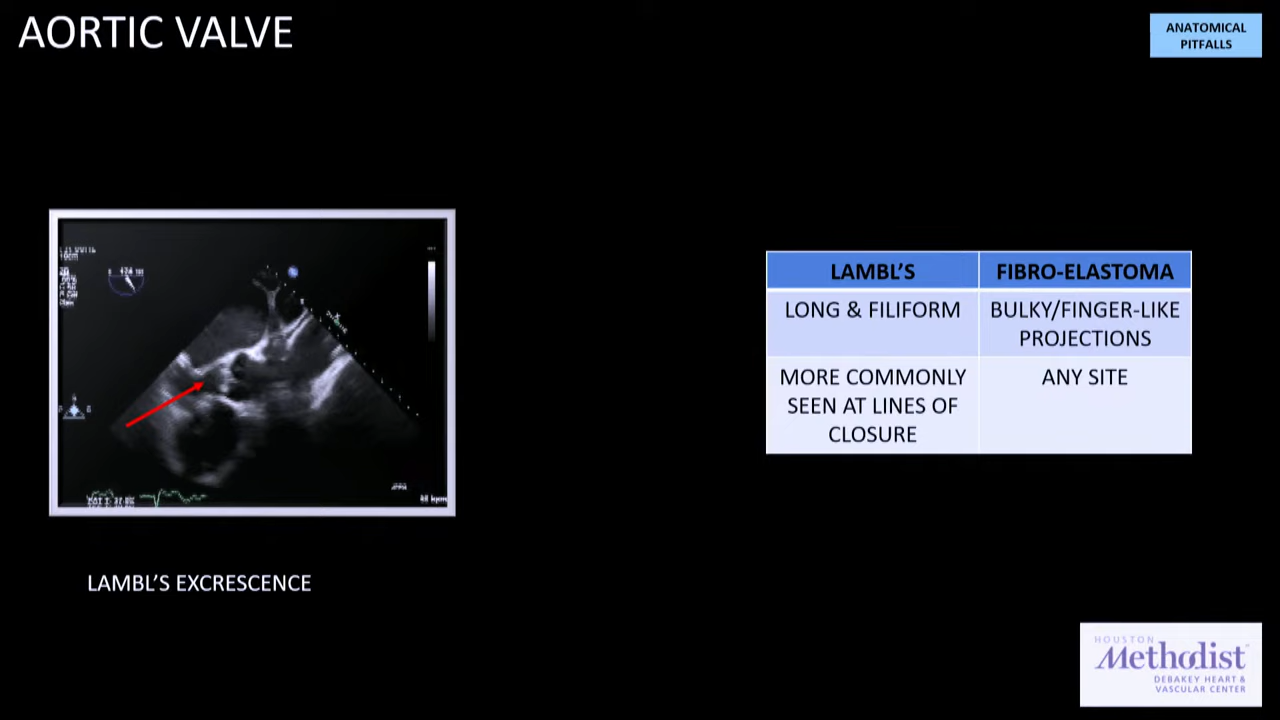 AORTIC VALVE
ANATOMICAL
PITFALLS
LAMBL'S
FIBRO-ELASTOMA
LONG & FILIFORM
BULKY/FINGER-LIKE
PROJECTIONS
MORE COMMONLY
SEEN AT LINES OF
CLOSURE
ANY SITE
LAMBL'S EXCRESCENCE
HOUSTON
Methodist
DEBAKEY HEART &
VASCULAR CENTER